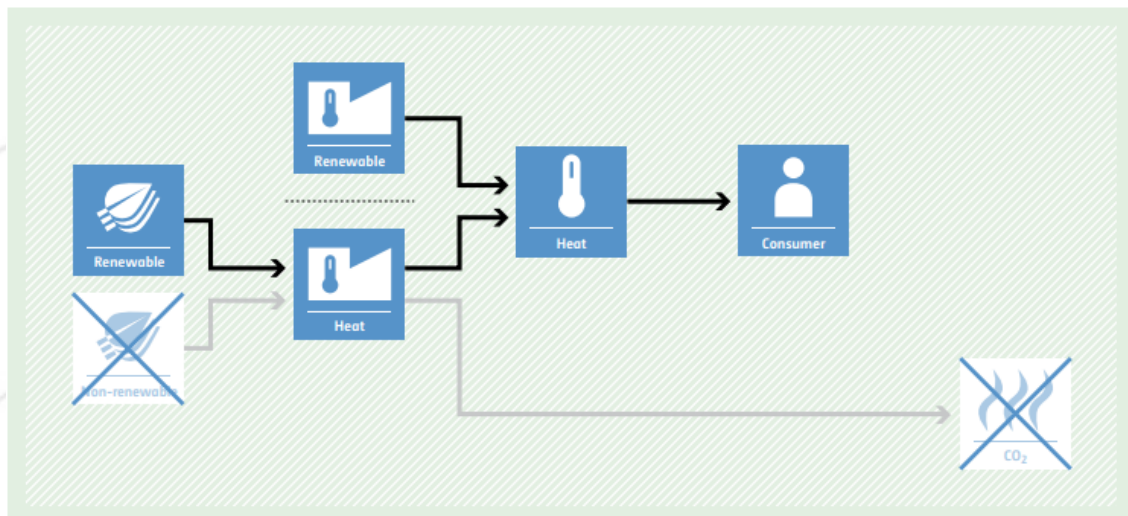 Renewable
Renewable
Heat
Consumer
Heat
Non-renewable
CO₂